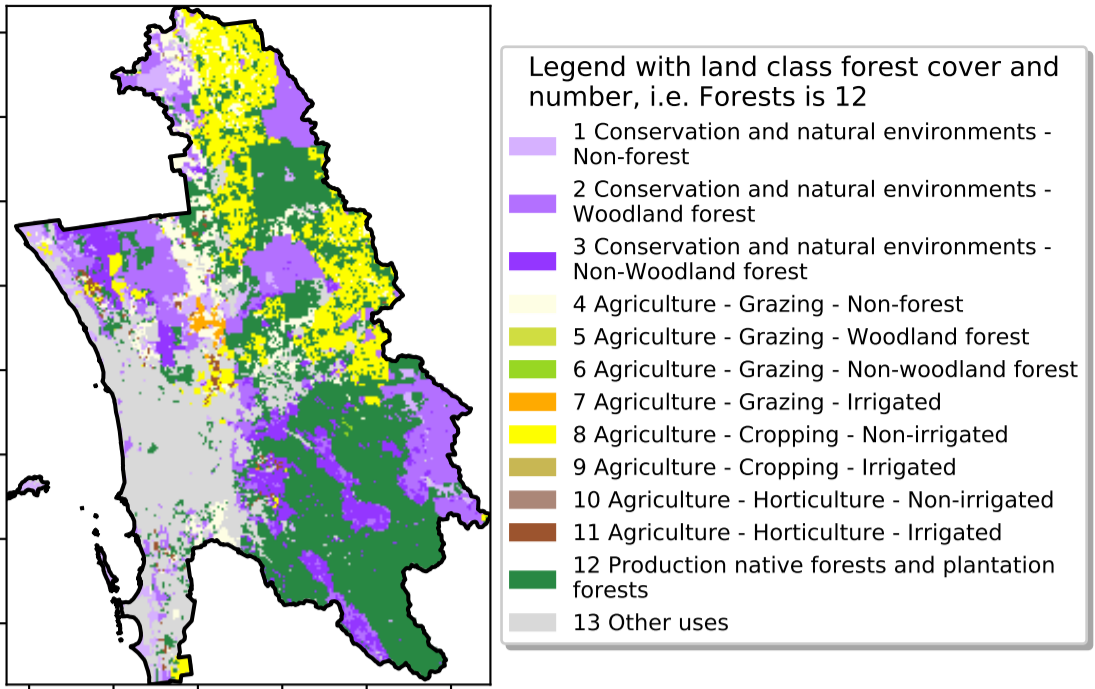 Legend with land class forest cover and
number, i.e. Forests is 12
1 Conservation and natural environments -
Non-forest
2 Conservation and natural environments -
Woodland forest
3 Conservation and natural environments -
Non-Woodland forest
4 Agriculture - Grazing - Non-forest
5 Agriculture - Grazing - Woodland forest
6 Agriculture - Grazing - Non-woodland forest
7 Agriculture - Grazing - Irrigated
8 Agriculture - Cropping - Non-irrigated
9 Agriculture - Cropping - Irrigated
10 Agriculture - Horticulture - Non-irrigated
11 Agriculture - Horticulture - Irrigated
12 Production native forests and plantation
forests
13 Other uses